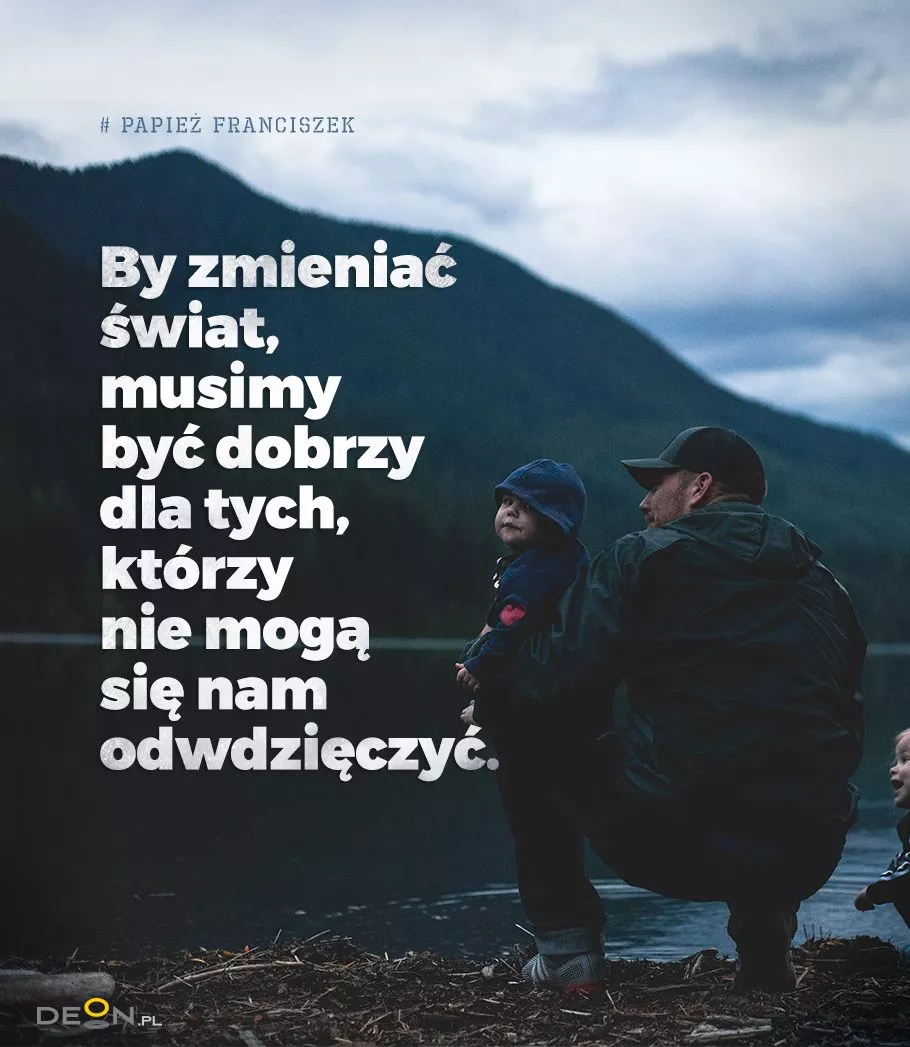 # PAPIEŻ FRANCISZEK
By zmieniać
świat,
musimy
być dobrzy
dla tych,
którzy
nie mogą
się nam
odwdzięczyć.
DEON.PL